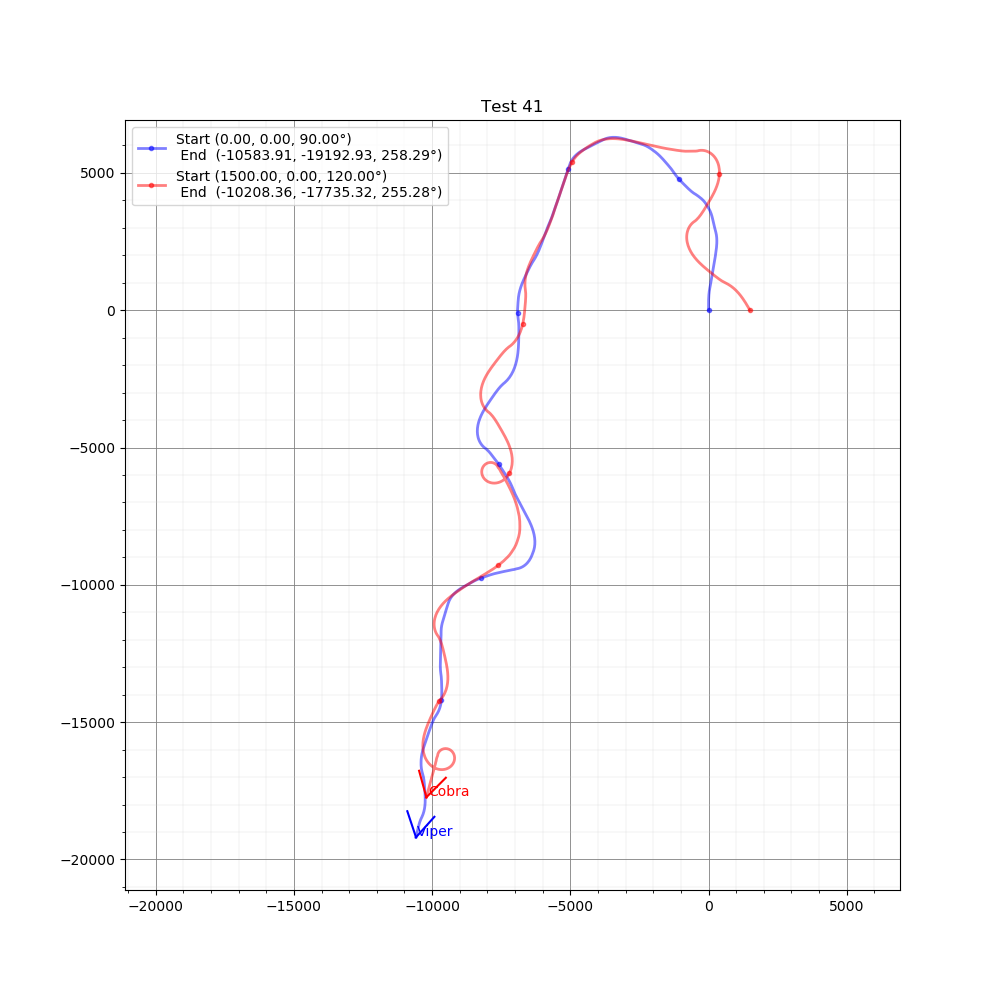 Test 41
Start (0.00, 0.00, 90.00°)
End (-10583.91, -19192.93, 258.29°)
Start (1500.00, 0.00, 120.00°)
End (-10208.36, -17735.32, 255.28°)
5000
0
−5000
−10000
−15000
−20000
Cobra
Viper
−20000
−15000
−10000
−5000
0
5000